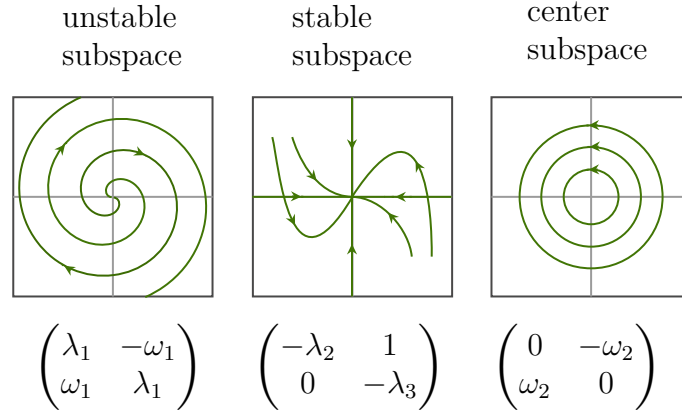 unstable
subspace
stable
subspace
center
subspace
λ₁ −ω₁
ω₁ λ₁
−λ₂ 1
0 −λ₃
0 −ω₂
ω₂ 0